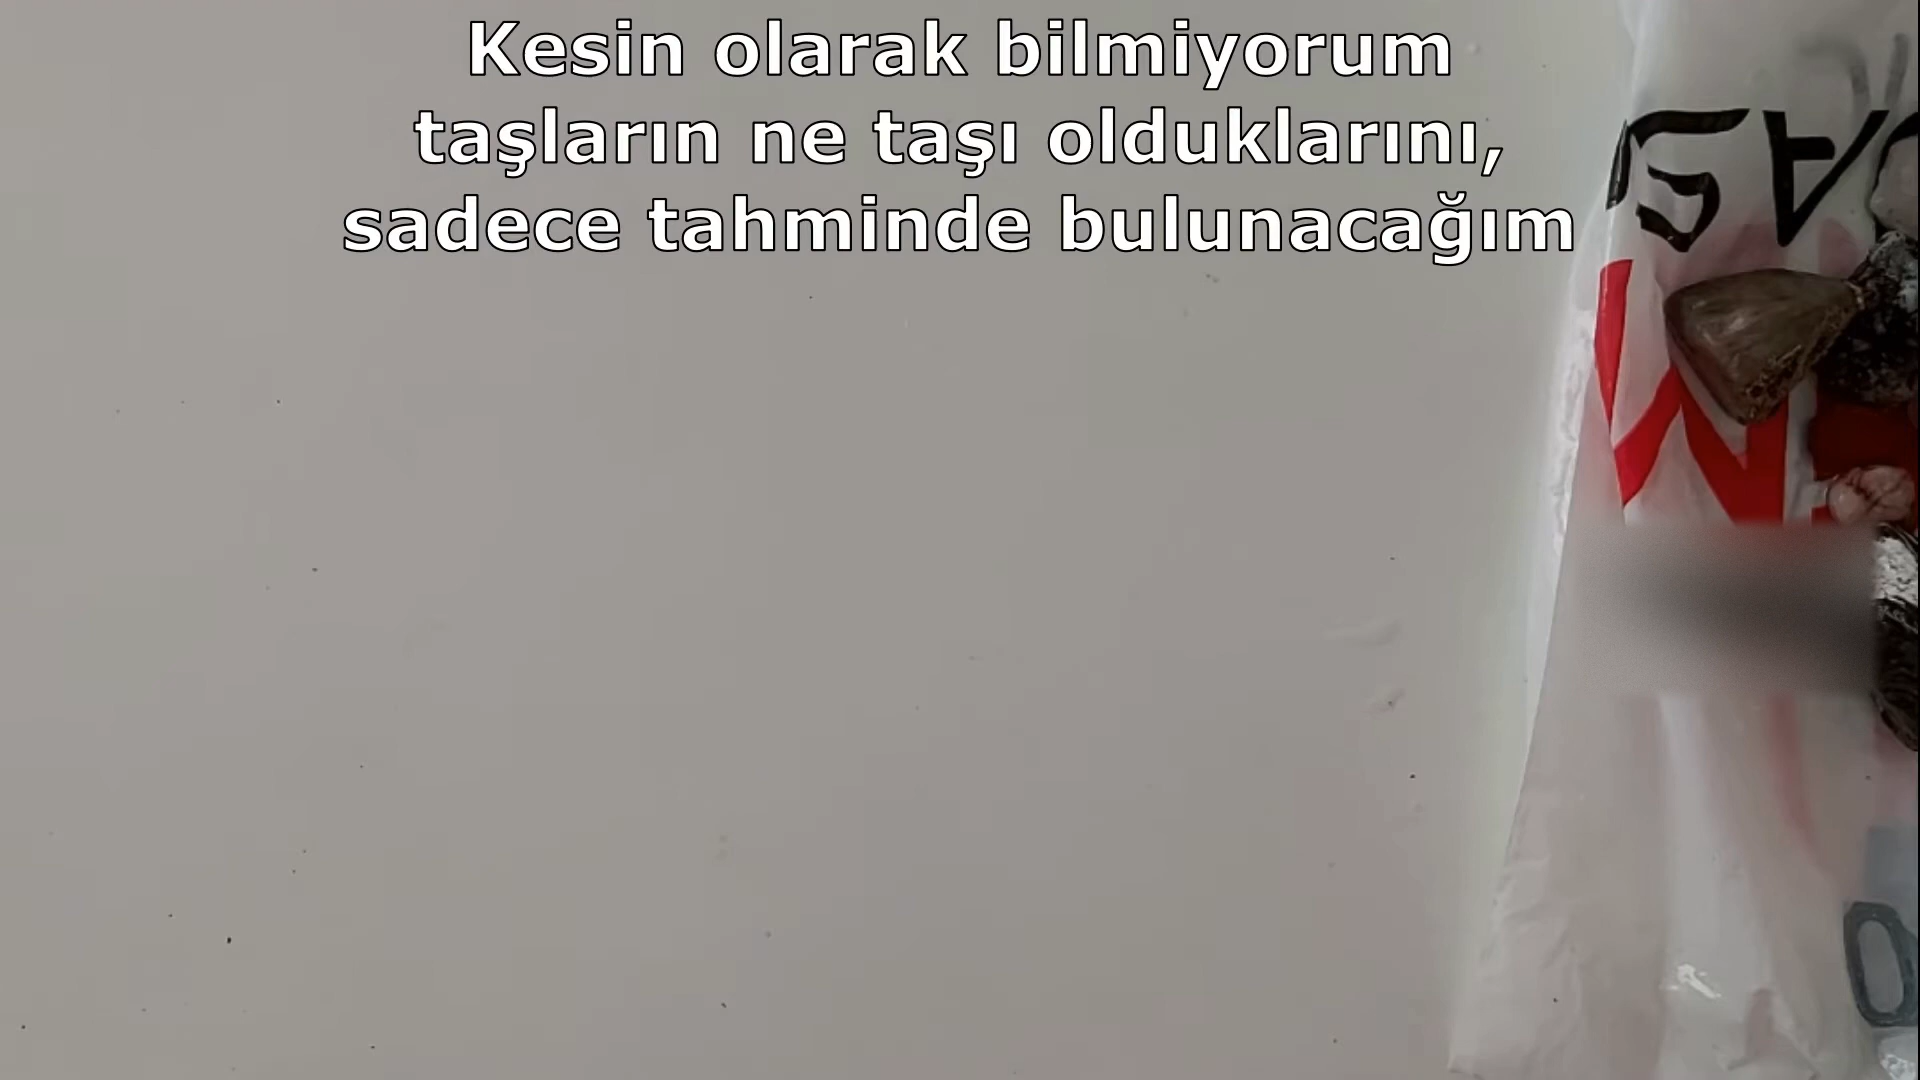 Kesin olarak bilmiyorum
taşların ne taşı olduklarını,
sadece tahminde bulunacağım